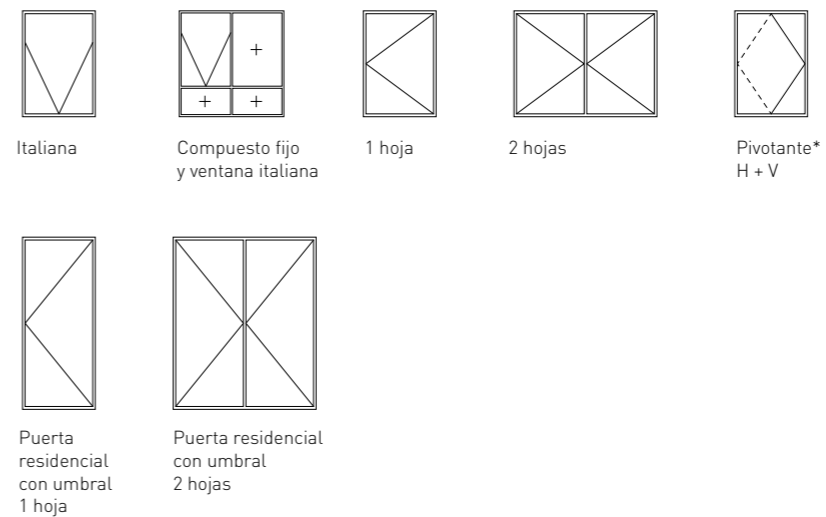 Italiana
Compuesto fijo
y ventana italiana
1 hoja
2 hojas
Pivotante*
H + V
Puerta
residencial
con umbral
1 hoja
Puerta residencial
con umbral
2 hojas